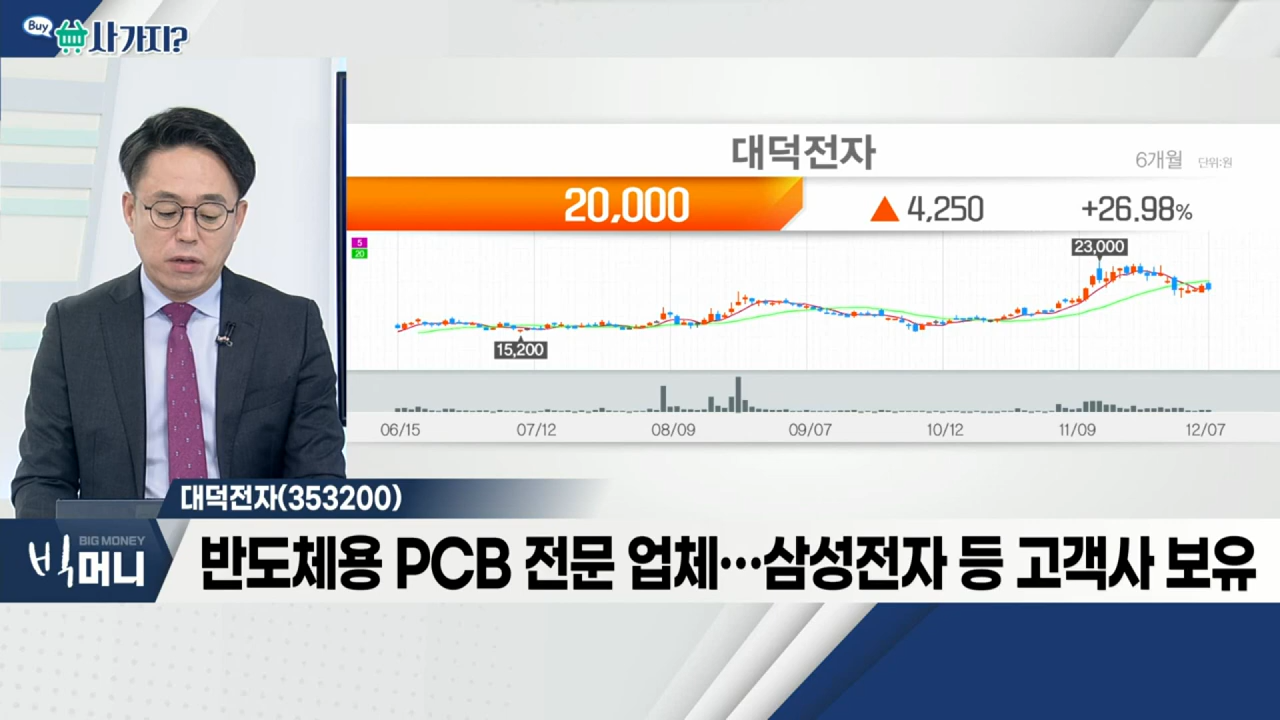 Buy 사가지?
대덕전자
6개월 단위:원
20,000 ▲ 4,250 +26.98%
5
20
23,000
15,200
06/15 07/12 08/09 09/07 10/12 11/09 12/07
대덕전자(353200)
BIG MONEY
빅머니
반도체용 PCB 전문 업체…삼성전자 등 고객사 보유